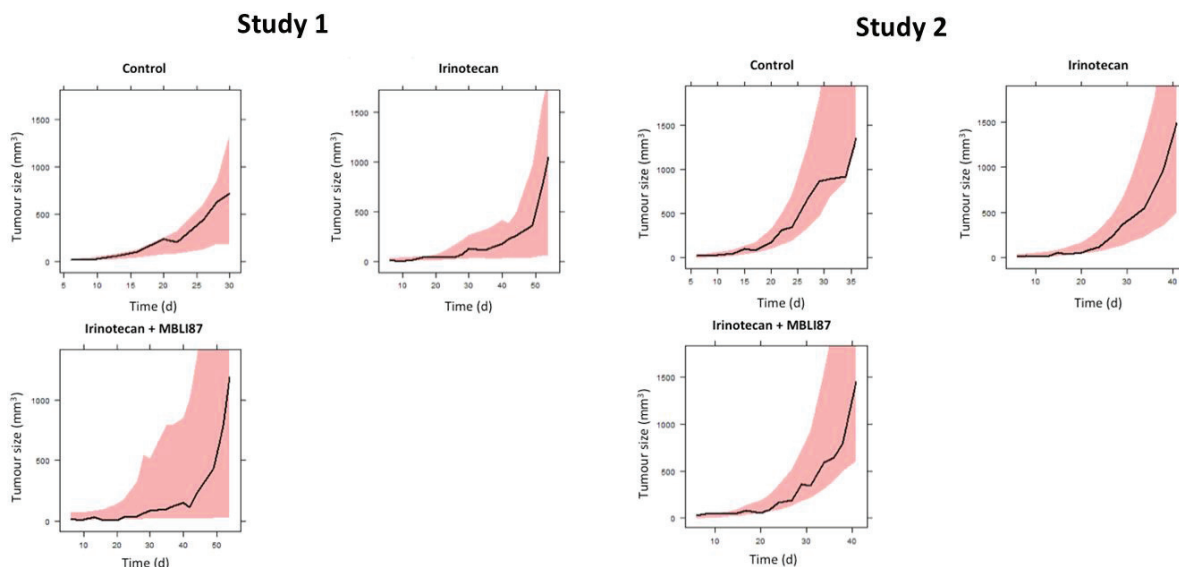 Study 1
Study 2
Control
Irinotecan
Control
Irinotecan
Tumour size (mm³)
1500
1000
500
0
5 10 15 20 25 30
Time (d)
Tumour size (mm³)
1500
1000
500
0
10 20 30 40 50
Time (d)
Tumour size (mm³)
1500
1000
500
0
5 10 15 20 25 30 35
Time (d)
Tumour size (mm³)
1500
1000
500
0
10 20 30 40
Time (d)
Irinotecan + MBLI87
Irinotecan + MBLI87
Tumour size (mm³)
1000
500
0
10 20 30 40 50
Time (d)
Tumour size (mm³)
1500
1000
500
0
10 20 30 40
Time (d)